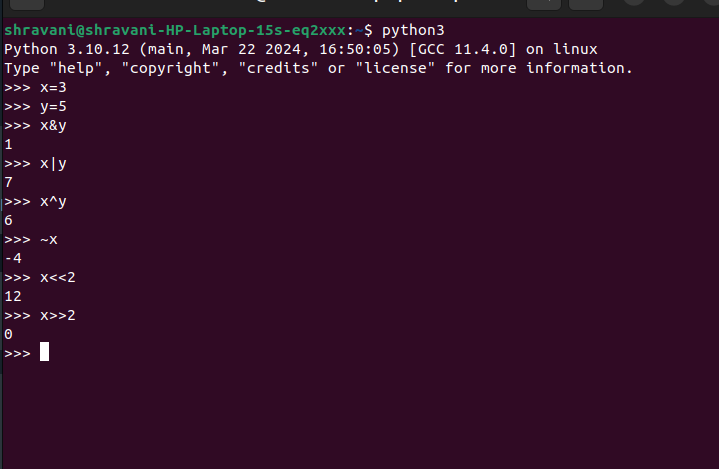 shravani@shravani-HP-Laptop-15s-eq2xxx:~$ python3
Python 3.10.12 (main, Mar 22 2024, 16:50:05) [GCC 11.4.0] on linux
Type "help", "copyright", "credits" or "license" for more information.
>>> x=3
>>> y=5
>>> x&y
1
>>> x|y
7
>>> x^y
6
>>> ~x
-4
>>> x<<2
12
>>> x>>2
0
>>>